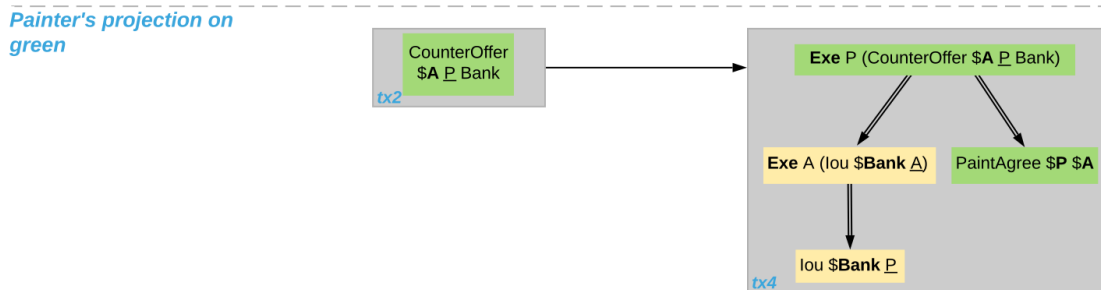 Painter's projection on
green
CounterOffer
$A P Bank
tx2
Exe P (CounterOffer $A P Bank)
Exe A (Iou $Bank A)
PaintAgree $P $A
Iou $Bank P
tx4